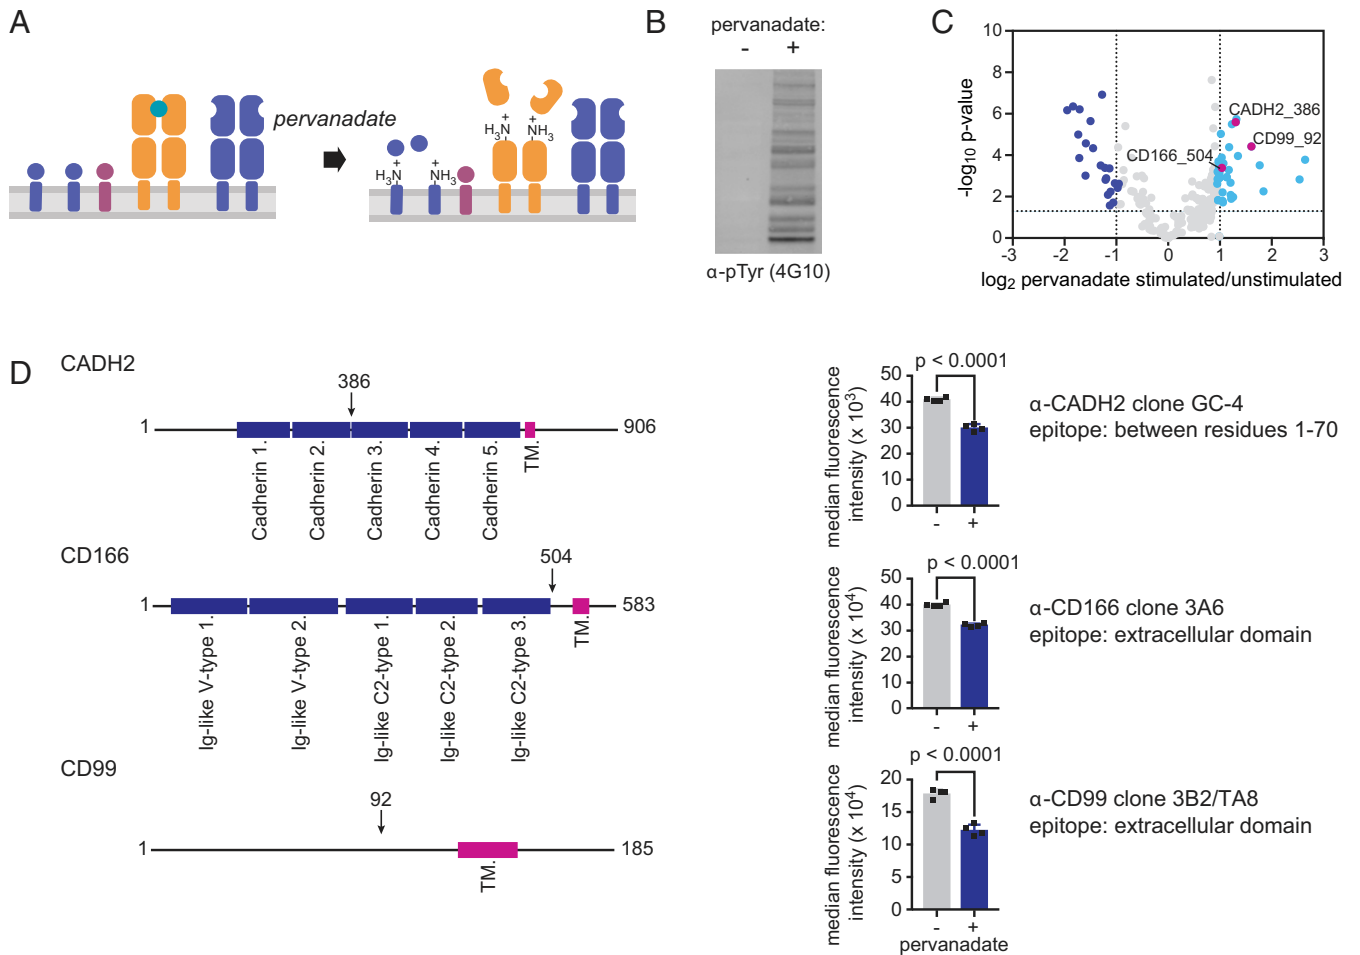 A
pervanadate
H3N+
+NH3
H3N+
+NH3
B
pervanadate:
- +
α-pTyr (4G10)
C
10
8
6
4
2
0
-log10 p-value
CADH2_386
CD99_92
CD166_504
-3 -2 -1 0 1 2 3
log2 pervanadate stimulated/unstimulated
D
CADH2
386
1
906
Cadherin 1.
Cadherin 2.
Cadherin 3.
Cadherin 4.
Cadherin 5.
TM.
p < 0.0001
median fluorescence
intensity (x 10³)
50
40
30
20
10
0
- +
α-CADH2 clone GC-4
epitope: between residues 1-70
CD166
504
1
583
Ig-like V-type 1.
Ig-like V-type 2.
Ig-like C2-type 1.
Ig-like C2-type 2.
Ig-like C2-type 3.
TM.
p < 0.0001
median fluorescence
intensity (x 10⁴)
50
40
30
20
10
0
- +
α-CD166 clone 3A6
epitope: extracellular domain
CD99
92
1
185
TM.
p < 0.0001
median fluorescence
intensity (x 10⁴)
20
15
10
5
0
- +
pervanadate
α-CD99 clone 3B2/TA8
epitope: extracellular domain